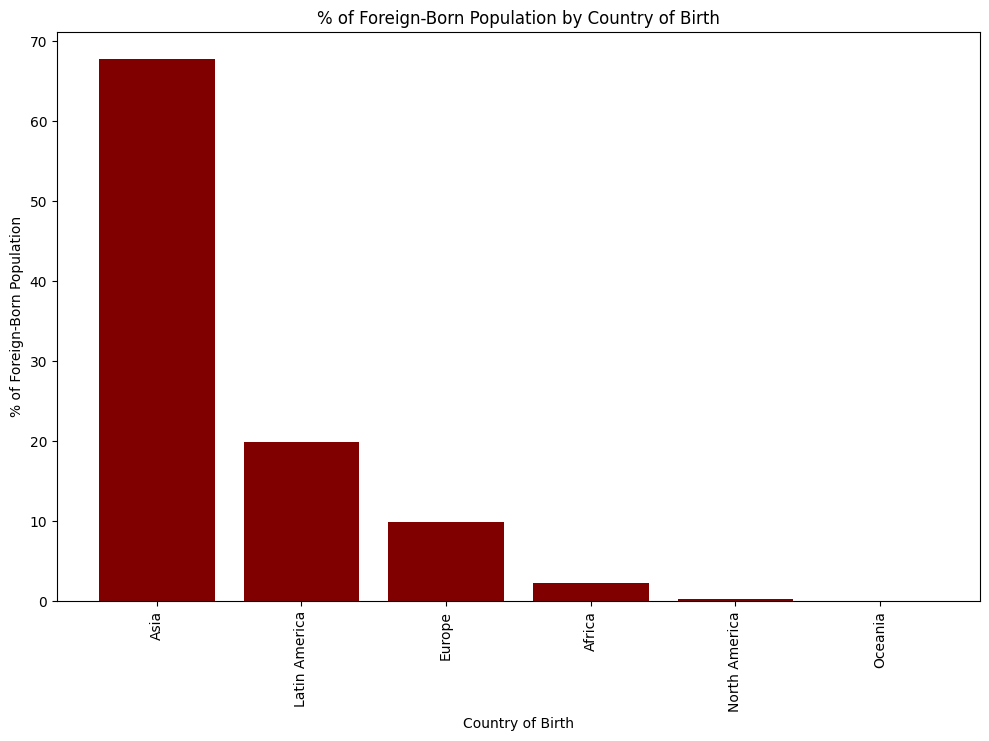 % of Foreign-Born Population by Country of Birth
% of Foreign-Born Population
70
60
50
40
30
20
10
0
Asia
Latin America
Europe
Africa
North America
Oceania
Country of Birth